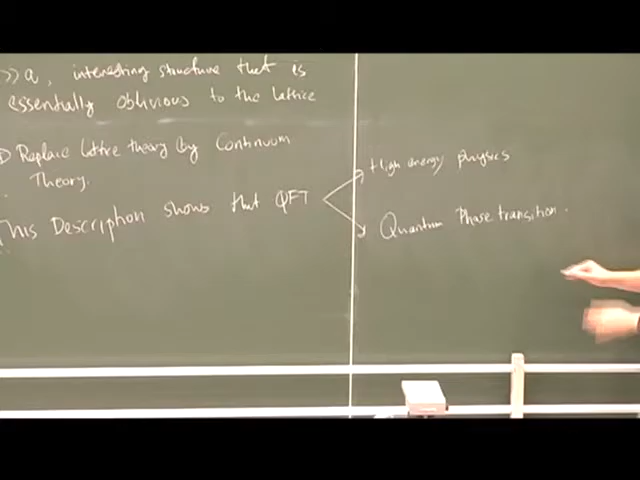 >> a, interesting structure that is
essentially oblivious to the lattice
Replace lattice theory by Continuum
Theory.
This Description shows that QFT
High energy physics
Quantum Phase transition.